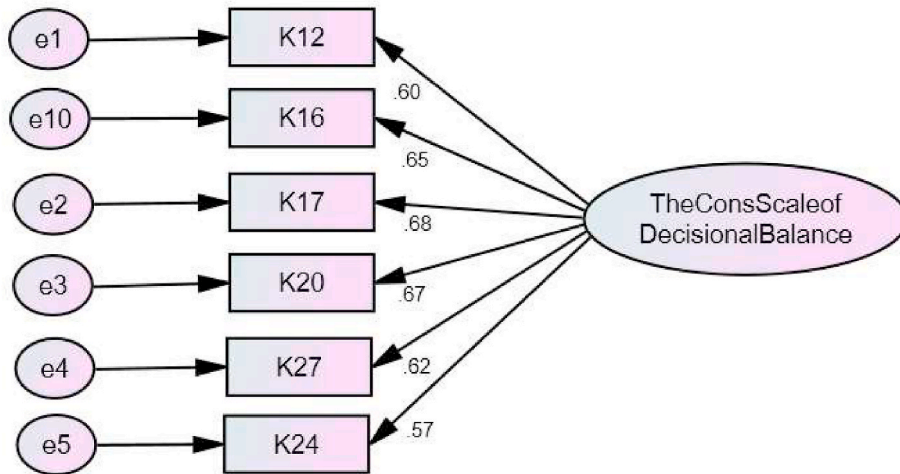 e1
K12
.60
e10
K16
.65
e2
K17
.68
TheConsScaleof
DecisionalBalance
e3
K20
.67
e4
K27
.62
e5
K24
.57